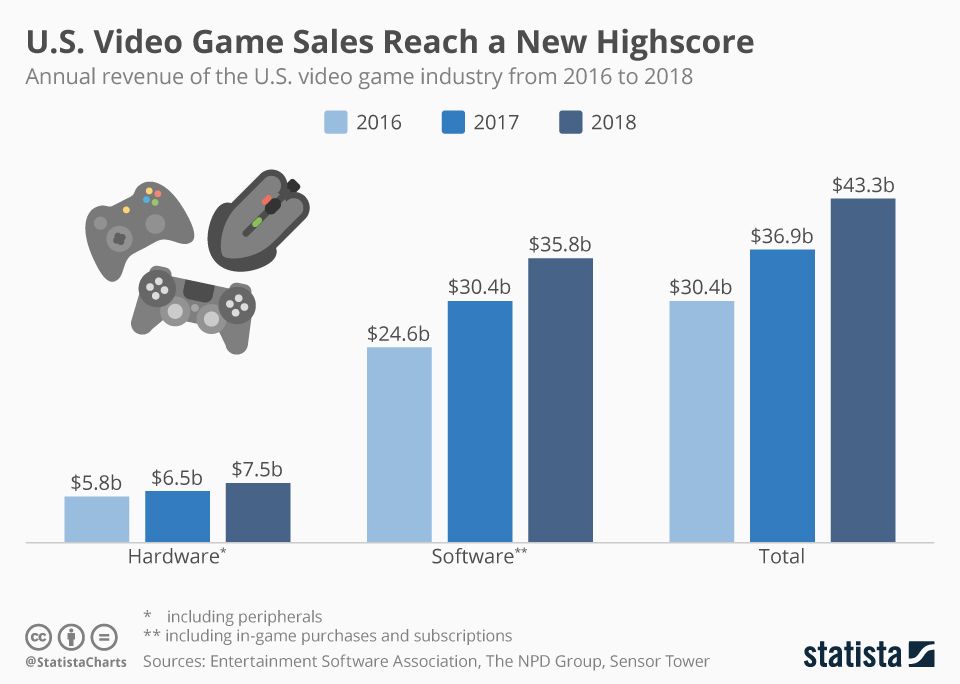 U.S. Video Game Sales Reach a New Highscore
Annual revenue of the U.S. video game industry from 2016 to 2018
2016 2017 2018
$5.8b $6.5b $7.5b
$24.6b $30.4b $35.8b
$30.4b $36.9b $43.3b
Hardware* Software** Total
* including peripherals
** including in-game purchases and subscriptions
cc
@StatistaCharts Sources: Entertainment Software Association, The NPD Group, Sensor Tower
statista